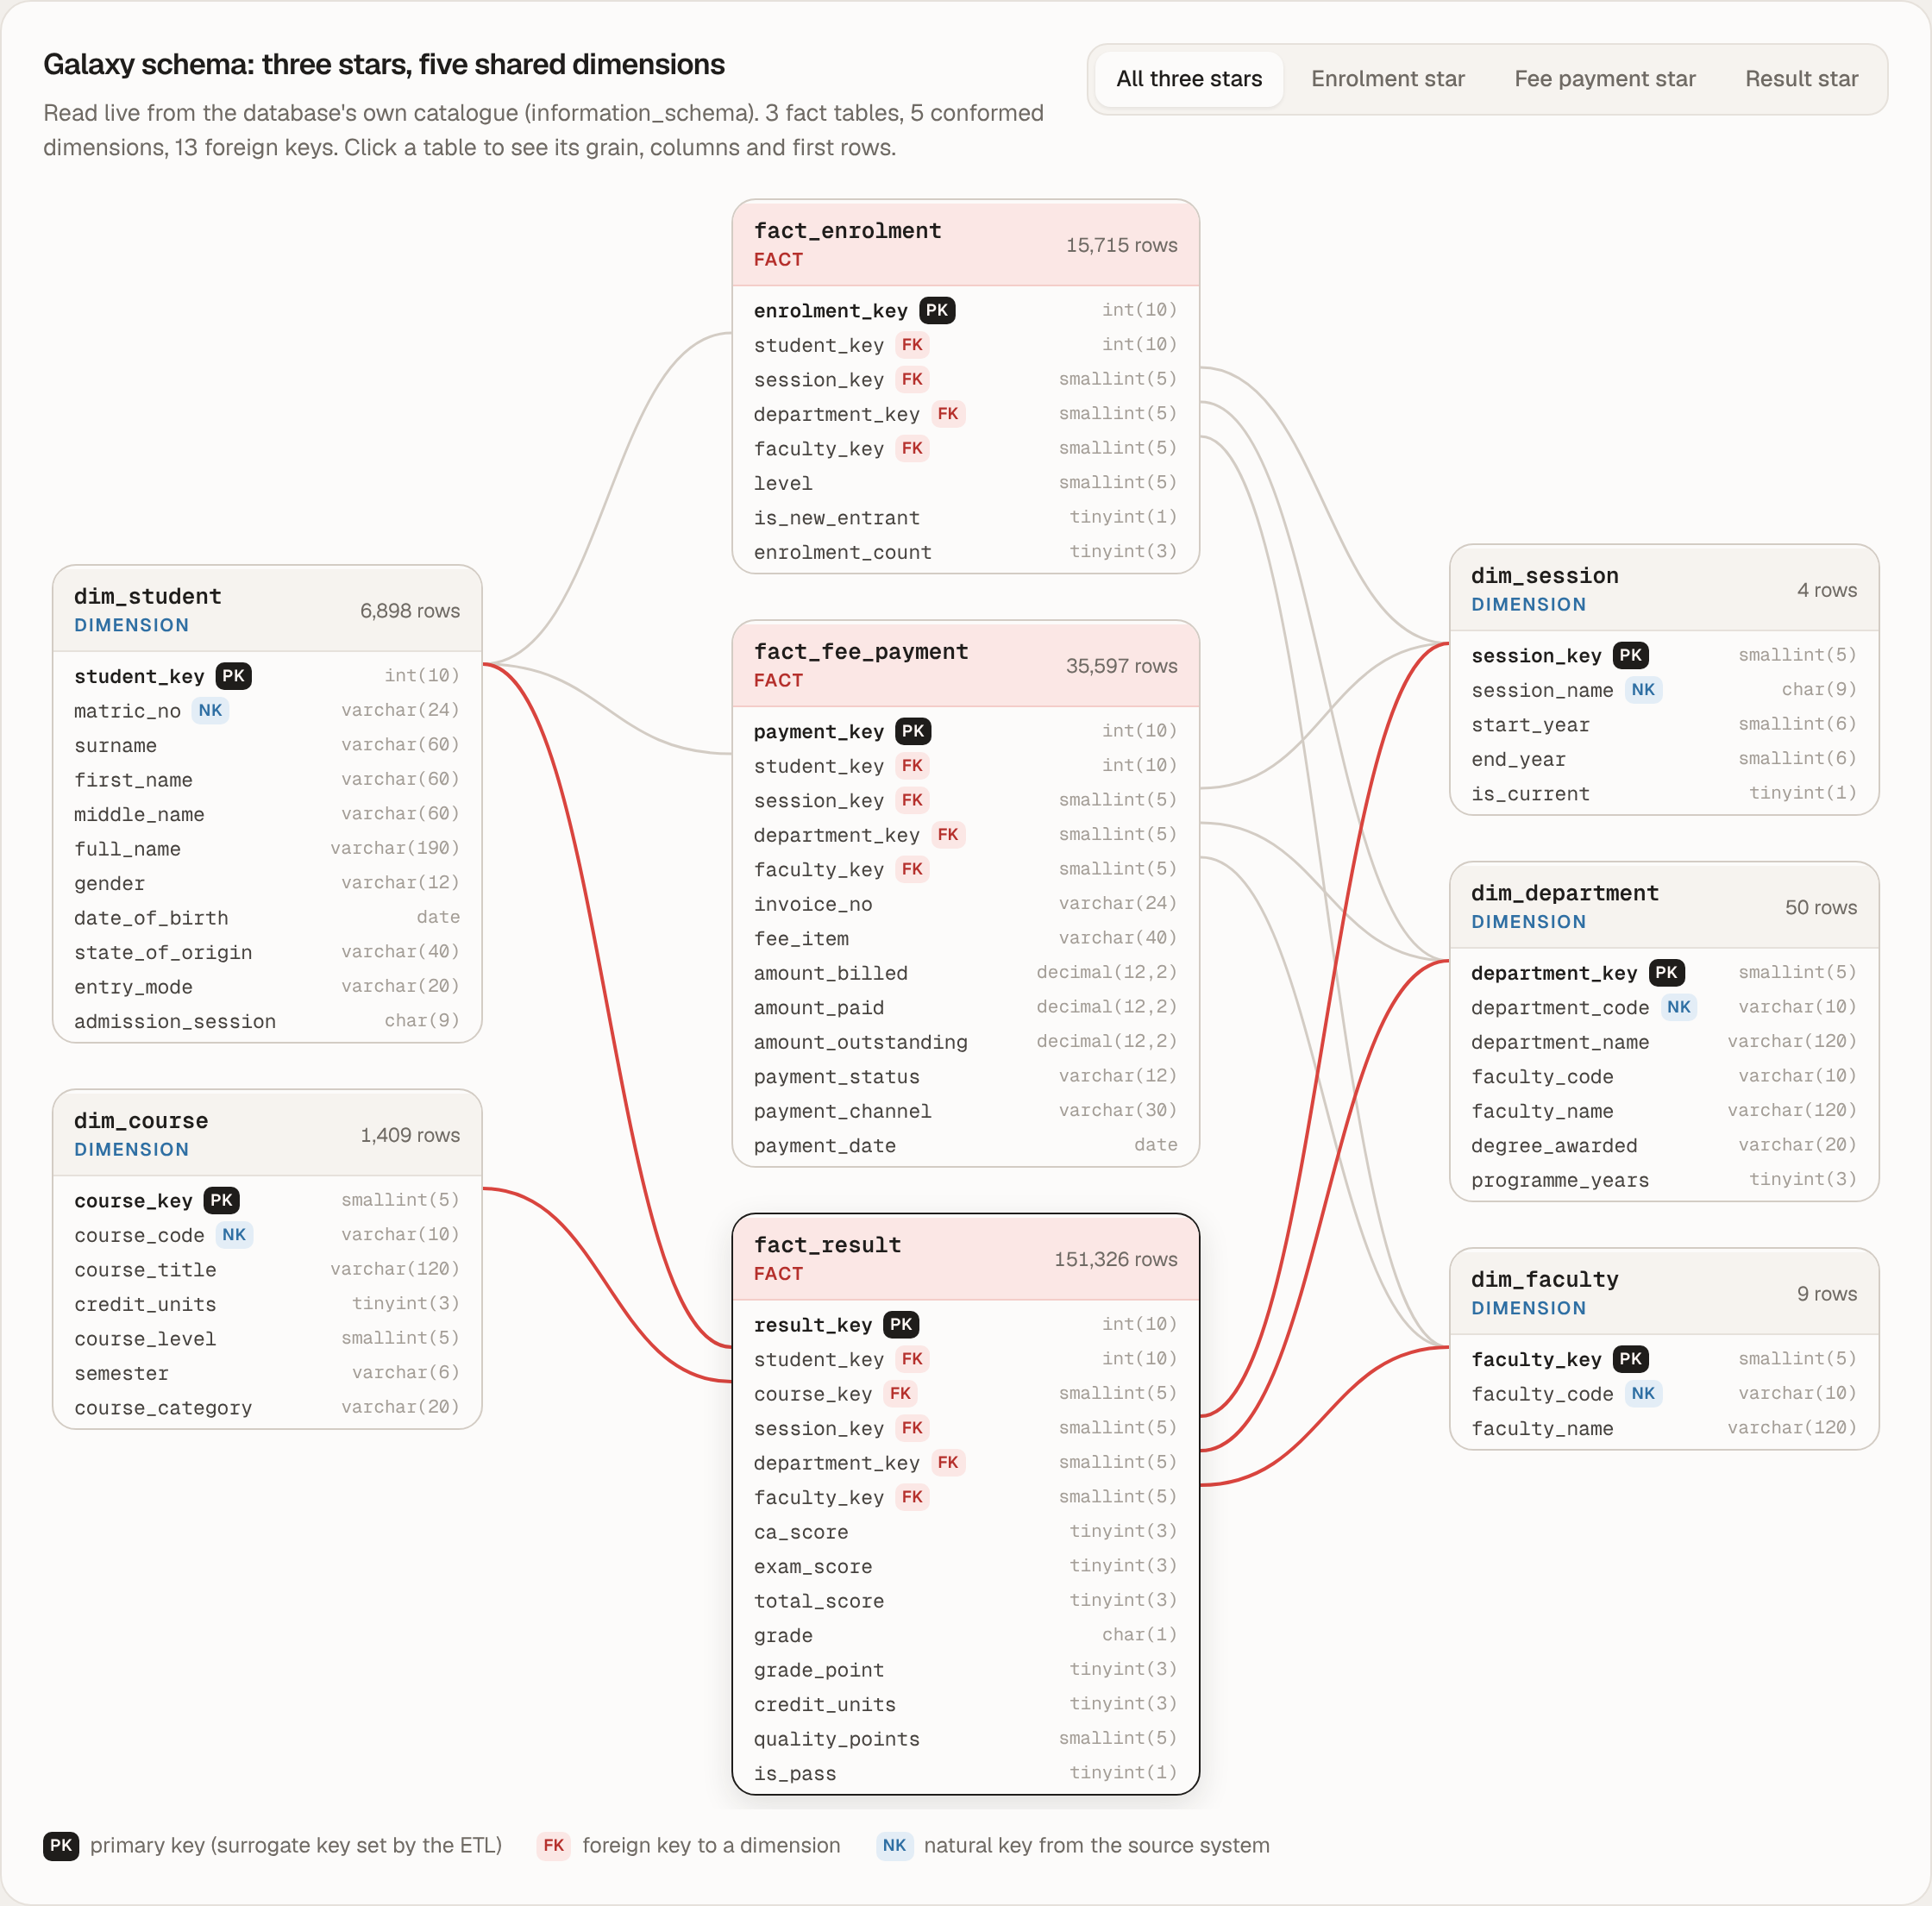 Galaxy schema: three stars, five shared dimensions
Read live from the database's own catalogue (information_schema). 3 fact tables, 5 conformed
dimensions, 13 foreign keys. Click a table to see its grain, columns and first rows.
All three stars
Enrolment star
Fee payment star
Result star
fact_enrolment
FACT
15,715 rows
enrolment_key PK int(10)
student_key FK int(10)
session_key FK smallint(5)
department_key FK smallint(5)
faculty_key FK smallint(5)
level smallint(5)
is_new_entrant tinyint(1)
enrolment_count tinyint(3)
dim_student
DIMENSION
6,898 rows
student_key PK int(10)
matric_no NK varchar(24)
surname varchar(60)
first_name varchar(60)
middle_name varchar(60)
full_name varchar(190)
gender varchar(12)
date_of_birth date
state_of_origin varchar(40)
entry_mode varchar(20)
admission_session char(9)
dim_course
DIMENSION
1,409 rows
course_key PK smallint(5)
course_code NK varchar(10)
course_title varchar(120)
credit_units tinyint(3)
course_level smallint(5)
semester varchar(6)
course_category varchar(20)
fact_fee_payment
FACT
35,597 rows
payment_key PK int(10)
student_key FK int(10)
session_key FK smallint(5)
department_key FK smallint(5)
faculty_key FK smallint(5)
invoice_no varchar(24)
fee_item varchar(40)
amount_billed decimal(12,2)
amount_paid decimal(12,2)
amount_outstanding decimal(12,2)
payment_status varchar(12)
payment_channel varchar(30)
payment_date date
fact_result
FACT
151,326 rows
result_key PK int(10)
student_key FK int(10)
course_key FK smallint(5)
session_key FK smallint(5)
department_key FK smallint(5)
faculty_key FK smallint(5)
ca_score tinyint(3)
exam_score tinyint(3)
total_score tinyint(3)
grade char(1)
grade_point tinyint(3)
credit_units tinyint(3)
quality_points smallint(5)
is_pass tinyint(1)
dim_session
DIMENSION
4 rows
session_key PK smallint(5)
session_name NK char(9)
start_year smallint(6)
end_year smallint(6)
is_current tinyint(1)
dim_department
DIMENSION
50 rows
department_key PK smallint(5)
department_code NK varchar(10)
department_name varchar(120)
faculty_code varchar(10)
faculty_name varchar(120)
degree_awarded varchar(20)
programme_years tinyint(3)
dim_faculty
DIMENSION
9 rows
faculty_key PK smallint(5)
faculty_code NK varchar(10)
faculty_name varchar(120)
PK primary key (surrogate key set by the ETL)
FK foreign key to a dimension
NK natural key from the source system